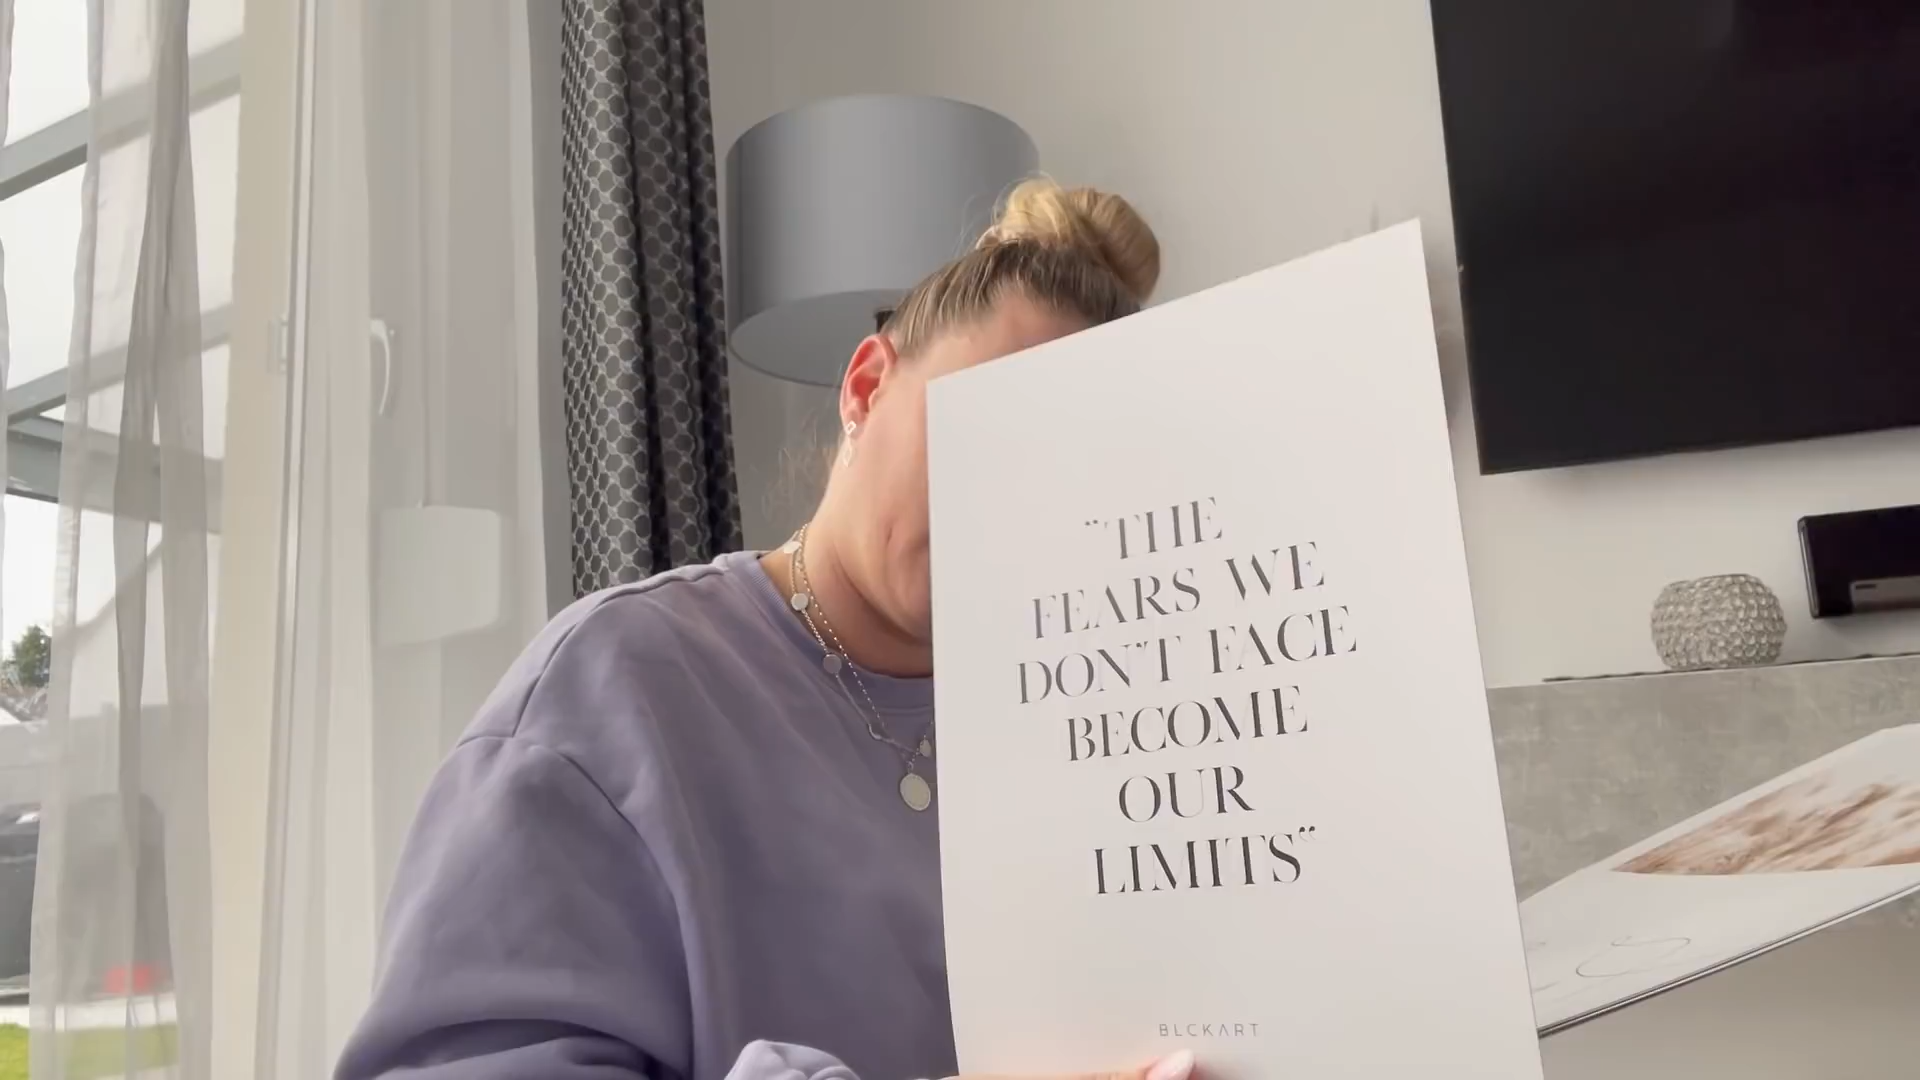 “THE
FEARS WE
DON'T FACE
BECOME
OUR
LIMITS“
BLCKART